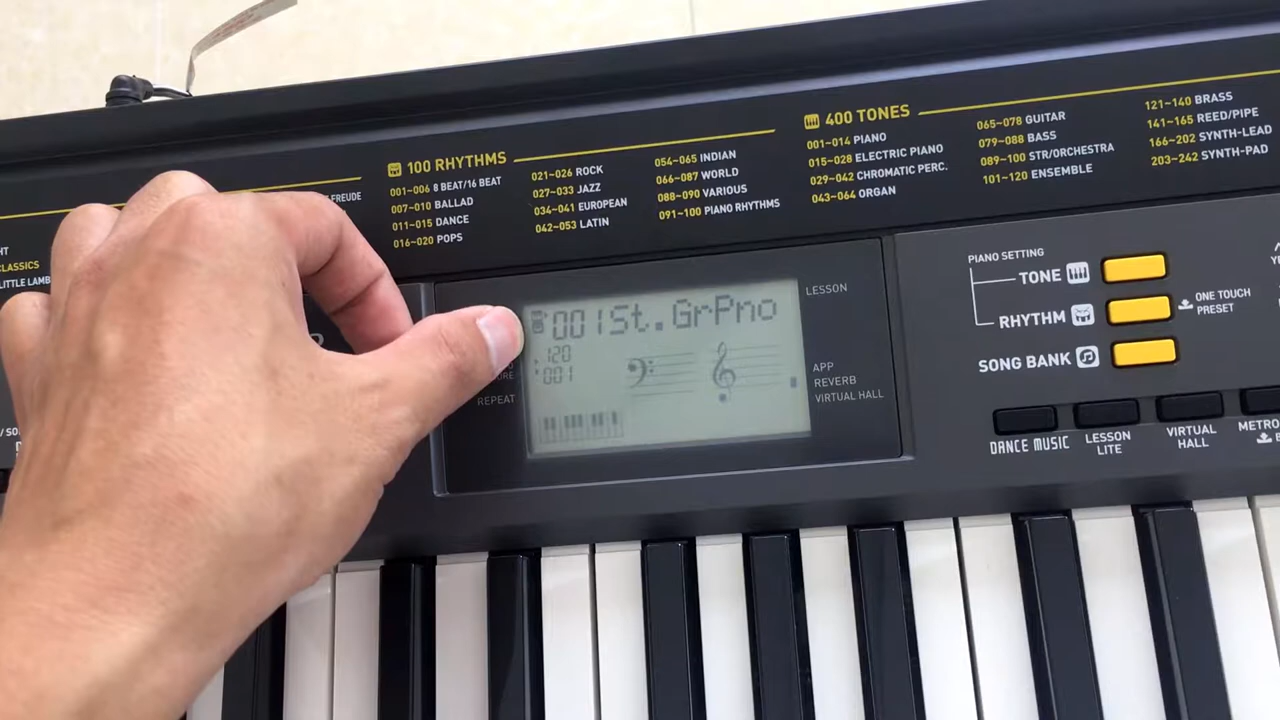 FREUDE
CLASSICS
LITTLE LAMB
100 RHYTHMS
001~006 8 BEAT/16 BEAT
007~010 BALLAD
011~015 DANCE
016~020 POPS
021~026 ROCK
027~033 JAZZ
034~041 EUROPEAN
042~053 LATIN
054~065 INDIAN
066~087 WORLD
088~090 VARIOUS
091~100 PIANO RHYTHMS
400 TONES
001~014 PIANO
015~028 ELECTRIC PIANO
029~042 CHROMATIC PERC.
043~064 ORGAN
065~078 GUITAR
079~088 BASS
089~100 STR/ORCHESTRA
101~120 ENSEMBLE
121~140 BRASS
141~165 REED/PIPE
166~202 SYNTH-LEAD
203~242 SYNTH-PAD
REPEAT
001St.GrPno
120
001
LESSON
APP
REVERB
VIRTUAL HALL
PIANO SETTING
TONE
RHYTHM
ONE TOUCH
PRESET
SONG BANK
DANCE MUSIC
LESSON
LITE
VIRTUAL
HALL
METRO